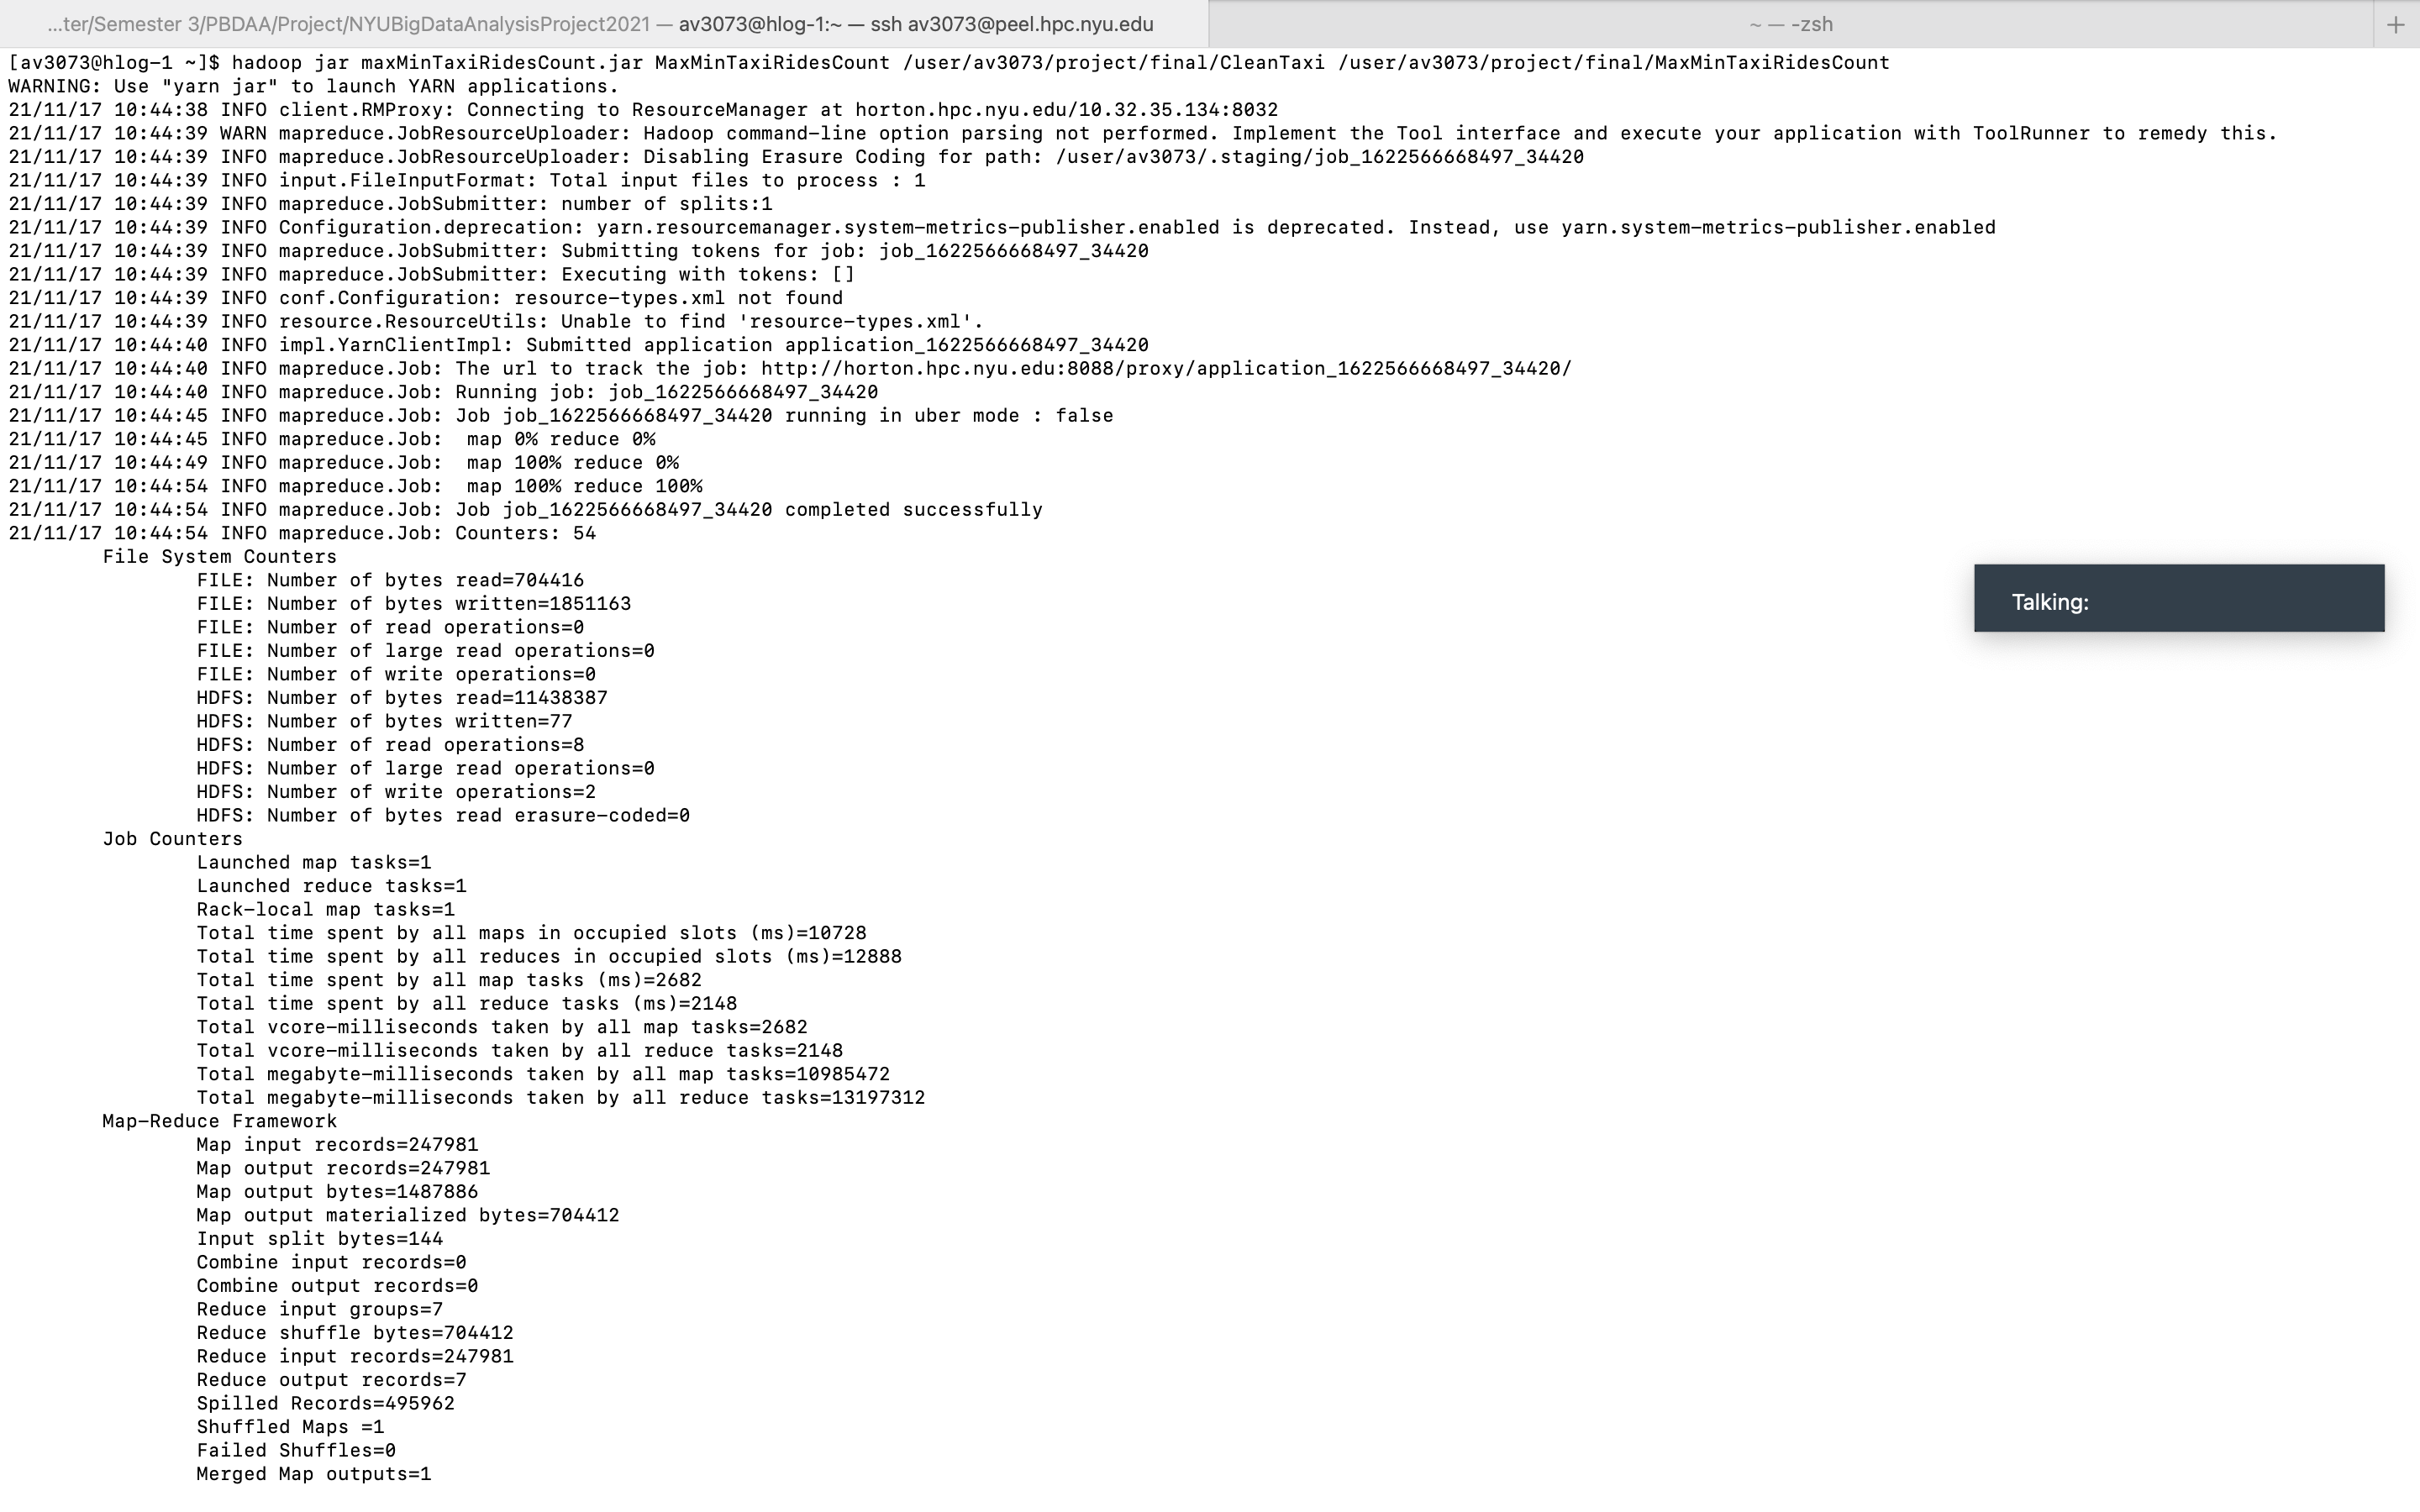 ...ter/Semester 3/PBDAA/Project/NYUBigDataAnalysisProject2021 — av3073@hlog-1:~ — ssh av3073@peel.hpc.nyu.edu
~ — -zsh
+
[av3073@hlog-1 ~]$ hadoop jar maxMinTaxiRidesCount.jar MaxMinTaxiRidesCount /user/av3073/project/final/CleanTaxi /user/av3073/project/final/MaxMinTaxiRidesCount
WARNING: Use "yarn jar" to launch YARN applications.
21/11/17 10:44:38 INFO client.RMProxy: Connecting to ResourceManager at horton.hpc.nyu.edu/10.32.35.134:8032
21/11/17 10:44:39 WARN mapreduce.JobResourceUploader: Hadoop command-line option parsing not performed. Implement the Tool interface and execute your application with ToolRunner to remedy this.
21/11/17 10:44:39 INFO mapreduce.JobResourceUploader: Disabling Erasure Coding for path: /user/av3073/.staging/job_1622566668497_34420
21/11/17 10:44:39 INFO input.FileInputFormat: Total input files to process : 1
21/11/17 10:44:39 INFO mapreduce.JobSubmitter: number of splits:1
21/11/17 10:44:39 INFO Configuration.deprecation: yarn.resourcemanager.system-metrics-publisher.enabled is deprecated. Instead, use yarn.system-metrics-publisher.enabled
21/11/17 10:44:39 INFO mapreduce.JobSubmitter: Submitting tokens for job: job_1622566668497_34420
21/11/17 10:44:39 INFO mapreduce.JobSubmitter: Executing with tokens: []
21/11/17 10:44:39 INFO conf.Configuration: resource-types.xml not found
21/11/17 10:44:39 INFO resource.ResourceUtils: Unable to find 'resource-types.xml'.
21/11/17 10:44:40 INFO impl.YarnClientImpl: Submitted application application_1622566668497_34420
21/11/17 10:44:40 INFO mapreduce.Job: The url to track the job: http://horton.hpc.nyu.edu:8088/proxy/application_1622566668497_34420/
21/11/17 10:44:40 INFO mapreduce.Job: Running job: job_1622566668497_34420
21/11/17 10:44:45 INFO mapreduce.Job: Job job_1622566668497_34420 running in uber mode : false
21/11/17 10:44:45 INFO mapreduce.Job:  map 0% reduce 0%
21/11/17 10:44:49 INFO mapreduce.Job:  map 100% reduce 0%
21/11/17 10:44:54 INFO mapreduce.Job:  map 100% reduce 100%
21/11/17 10:44:54 INFO mapreduce.Job: Job job_1622566668497_34420 completed successfully
21/11/17 10:44:54 INFO mapreduce.Job: Counters: 54
File System Counters
FILE: Number of bytes read=704416
FILE: Number of bytes written=1851163
Talking:
FILE: Number of read operations=0
FILE: Number of large read operations=0
FILE: Number of write operations=0
HDFS: Number of bytes read=11438387
HDFS: Number of bytes written=77
HDFS: Number of read operations=8
HDFS: Number of large read operations=0
HDFS: Number of write operations=2
HDFS: Number of bytes read erasure-coded=0
Job Counters
Launched map tasks=1
Launched reduce tasks=1
Rack-local map tasks=1
Total time spent by all maps in occupied slots (ms)=10728
Total time spent by all reduces in occupied slots (ms)=12888
Total time spent by all map tasks (ms)=2682
Total time spent by all reduce tasks (ms)=2148
Total vcore-milliseconds taken by all map tasks=2682
Total vcore-milliseconds taken by all reduce tasks=2148
Total megabyte-milliseconds taken by all map tasks=10985472
Total megabyte-milliseconds taken by all reduce tasks=13197312
Map-Reduce Framework
Map input records=247981
Map output records=247981
Map output bytes=1487886
Map output materialized bytes=704412
Input split bytes=144
Combine input records=0
Combine output records=0
Reduce input groups=7
Reduce shuffle bytes=704412
Reduce input records=247981
Reduce output records=7
Spilled Records=495962
Shuffled Maps =1
Failed Shuffles=0
Merged Map outputs=1